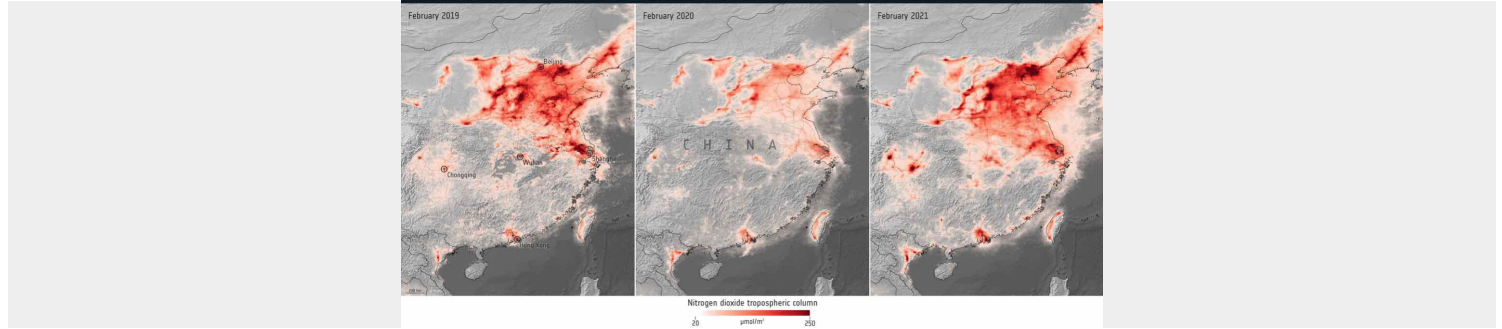 February 2019
February 2020
February 2021
Beijing
CHINA
Wuhan
Shanghai
Chongqing
Hong Kong
Nitrogen dioxide tropospheric column
20
µmol/m²
250